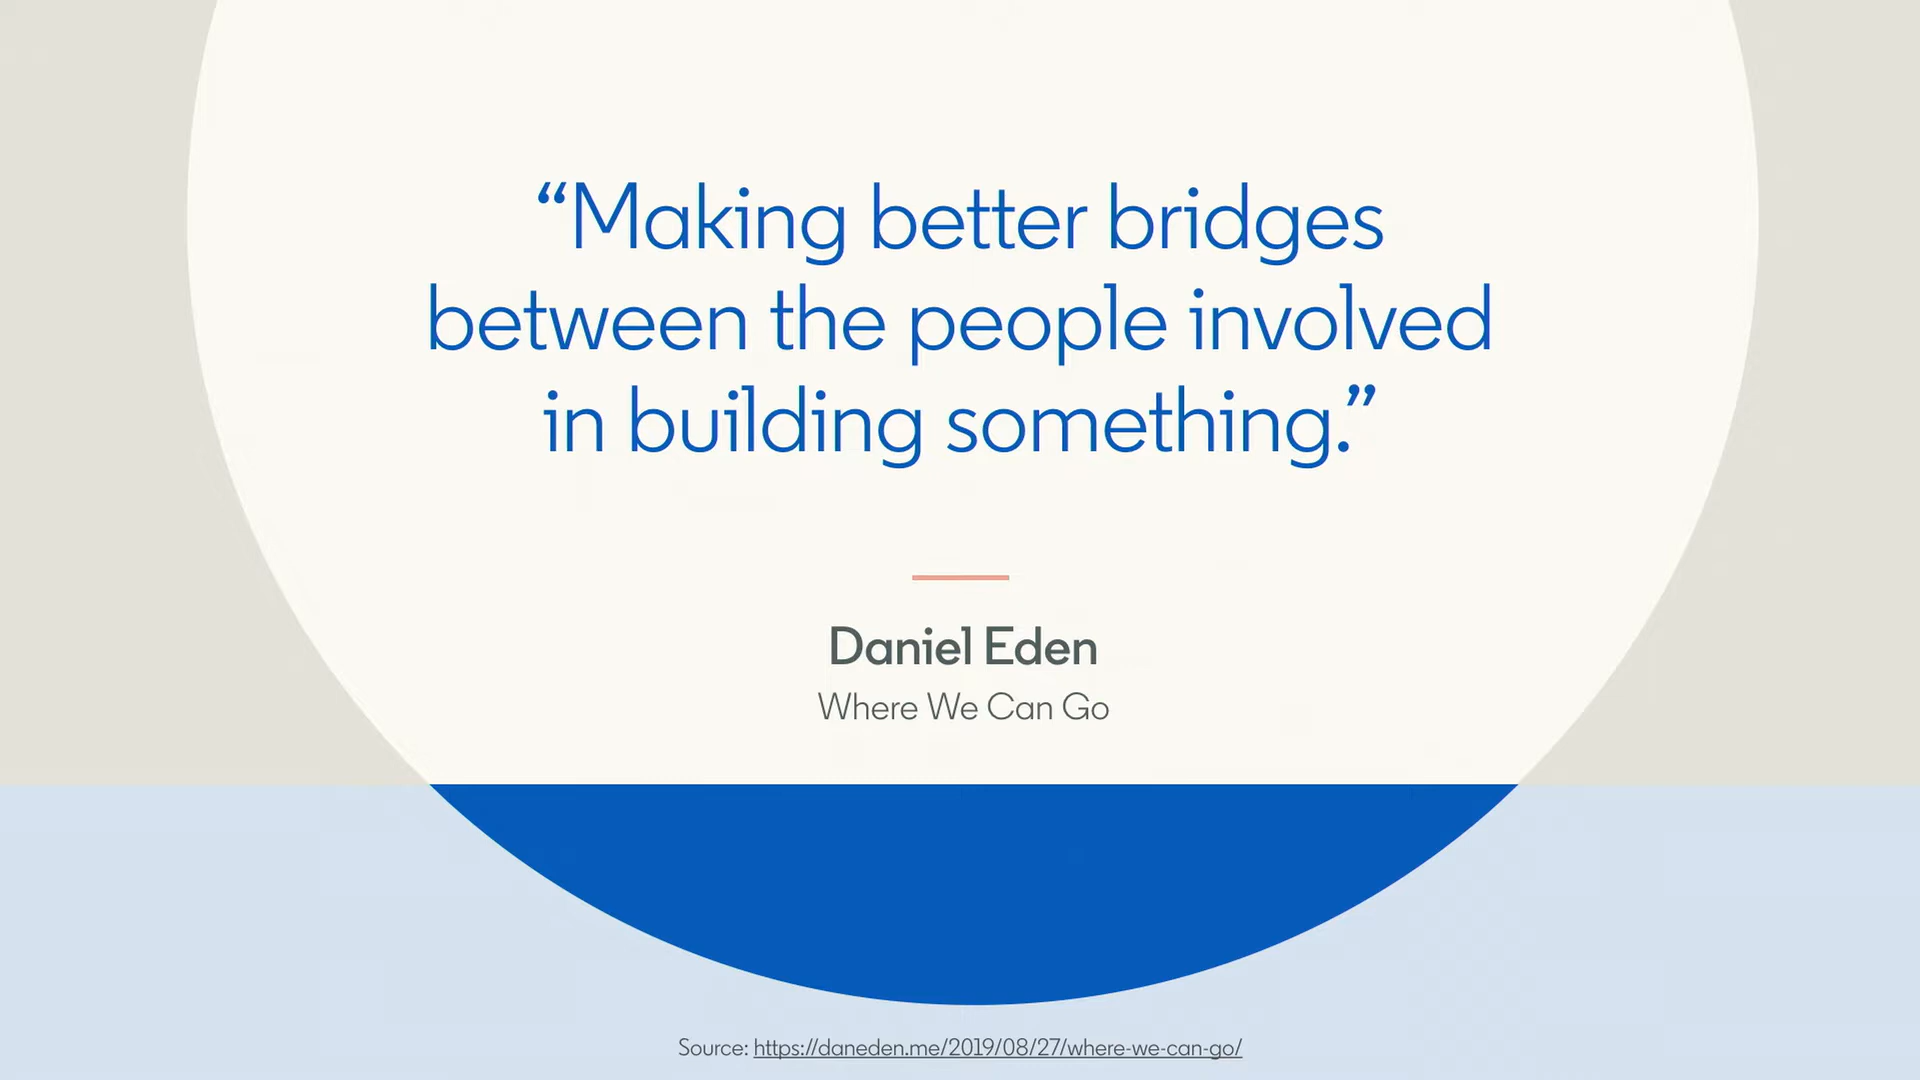 “Making better bridges
between the people involved
in building something.”
Daniel Eden
Where We Can Go
Source: https://daneden.me/2019/08/27/where-we-can-go/